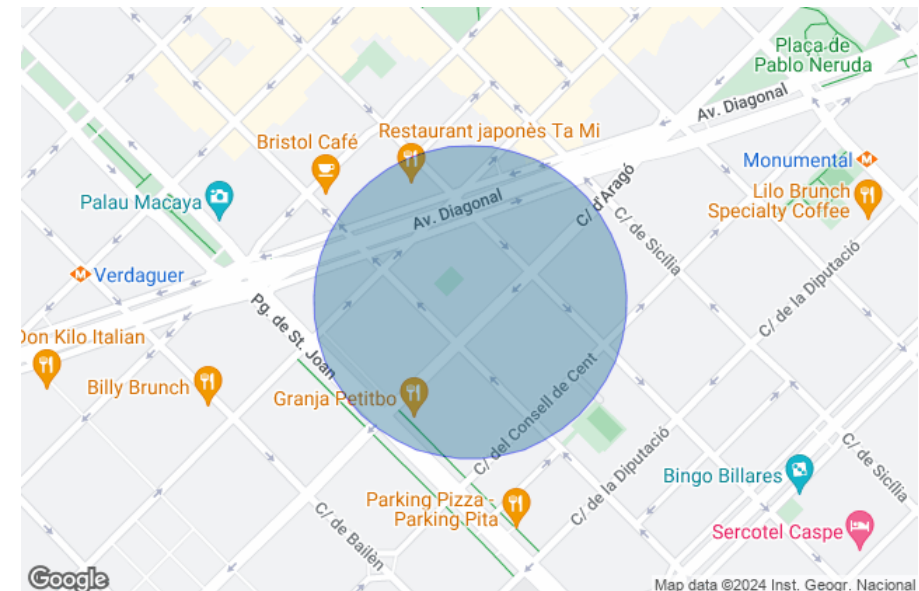 Plaça de
Pablo Neruda
Av. Diagonal
Restaurant japonès Ta Mi
Bristol Café
Monumental
C/ d'Aragó
Lilo Brunch
Specialty Coffee
Palau Macaya
Av. Diagonal
C/ de Sicília
Verdaguer
C/ de la Diputació
Pg. de St. Joan
Don Kilo Italian
Billy Brunch
Granja Petitbo
C/ del Consell de Cent
C/ de la Diputació
C/ de Sicília
Bingo Billares
Parking Pizza -
Parking Pita
C/ de Bailèn
Sercotel Caspe
Google
Map data ©2024 Inst. Geogr. Nacional